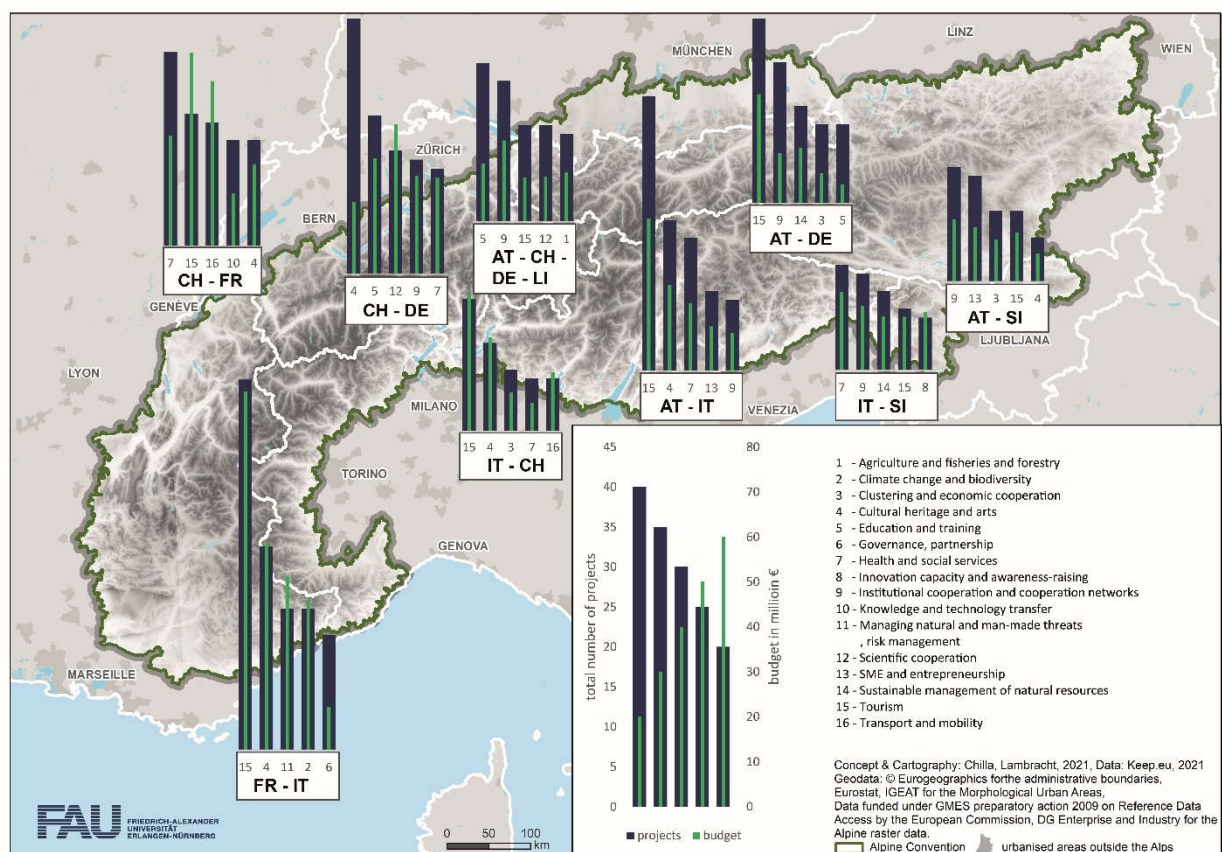 MÜNCHEN
LINZ
WIEN
ZÜRICH
BERN
GENÈVE
LYON
MILANO
TORINO
GENOVA
MARSEILLE
VENEZIA
LJUBLJANA
7 15 16 10 4
CH - FR
4 5 12 9 7
CH - DE
5 9 15 12 1
AT - CH -
DE - LI
15 9 14 3 5
AT - DE
9 13 3 15 4
AT - SI
15 4 7 13 9
AT - IT
7 9 14 15 8
IT - SI
15 4 3 7 16
IT - CH
15 4 11 2 6
FR - IT
total number of projects
45
40
35
30
25
20
15
10
5
0
budget in millioin €
80
70
60
50
40
30
20
10
0
projects budget
1 - Agriculture and fisheries and forestry
2 - Climate change and biodiversity
3 - Clustering and economic cooperation
4 - Cultural heritage and arts
5 - Education and training
6 - Governance, partnership
7 - Health and social services
8 - Innovation capacity and awareness-raising
9 - Institutional cooperation and cooperation networks
10 - Knowledge and technology transfer
11 - Managing natural and man-made threats
, risk management
12 - Scientific cooperation
13 - SME and entrepreneurship
14 - Sustainable management of natural resources
15 - Tourism
16 - Transport and mobility
Concept & Cartography: Chilla, Lambracht, 2021, Data: Keep.eu, 2021
Geodata: © Eurogeographics forthe administrative boundaries,
Eurostat, IGEAT for the Morphological Urban Areas,
Data funded under GMES preparatory action 2009 on Reference Data
Access by the European Commission, DG Enterprise and Industry for the
Alpine raster data.
Alpine Convention urbanised areas outside the Alps
FAU FRIEDRICH-ALEXANDER
UNIVERSITÄT
ERLANGEN-NÜRNBERG
0 50 100
km